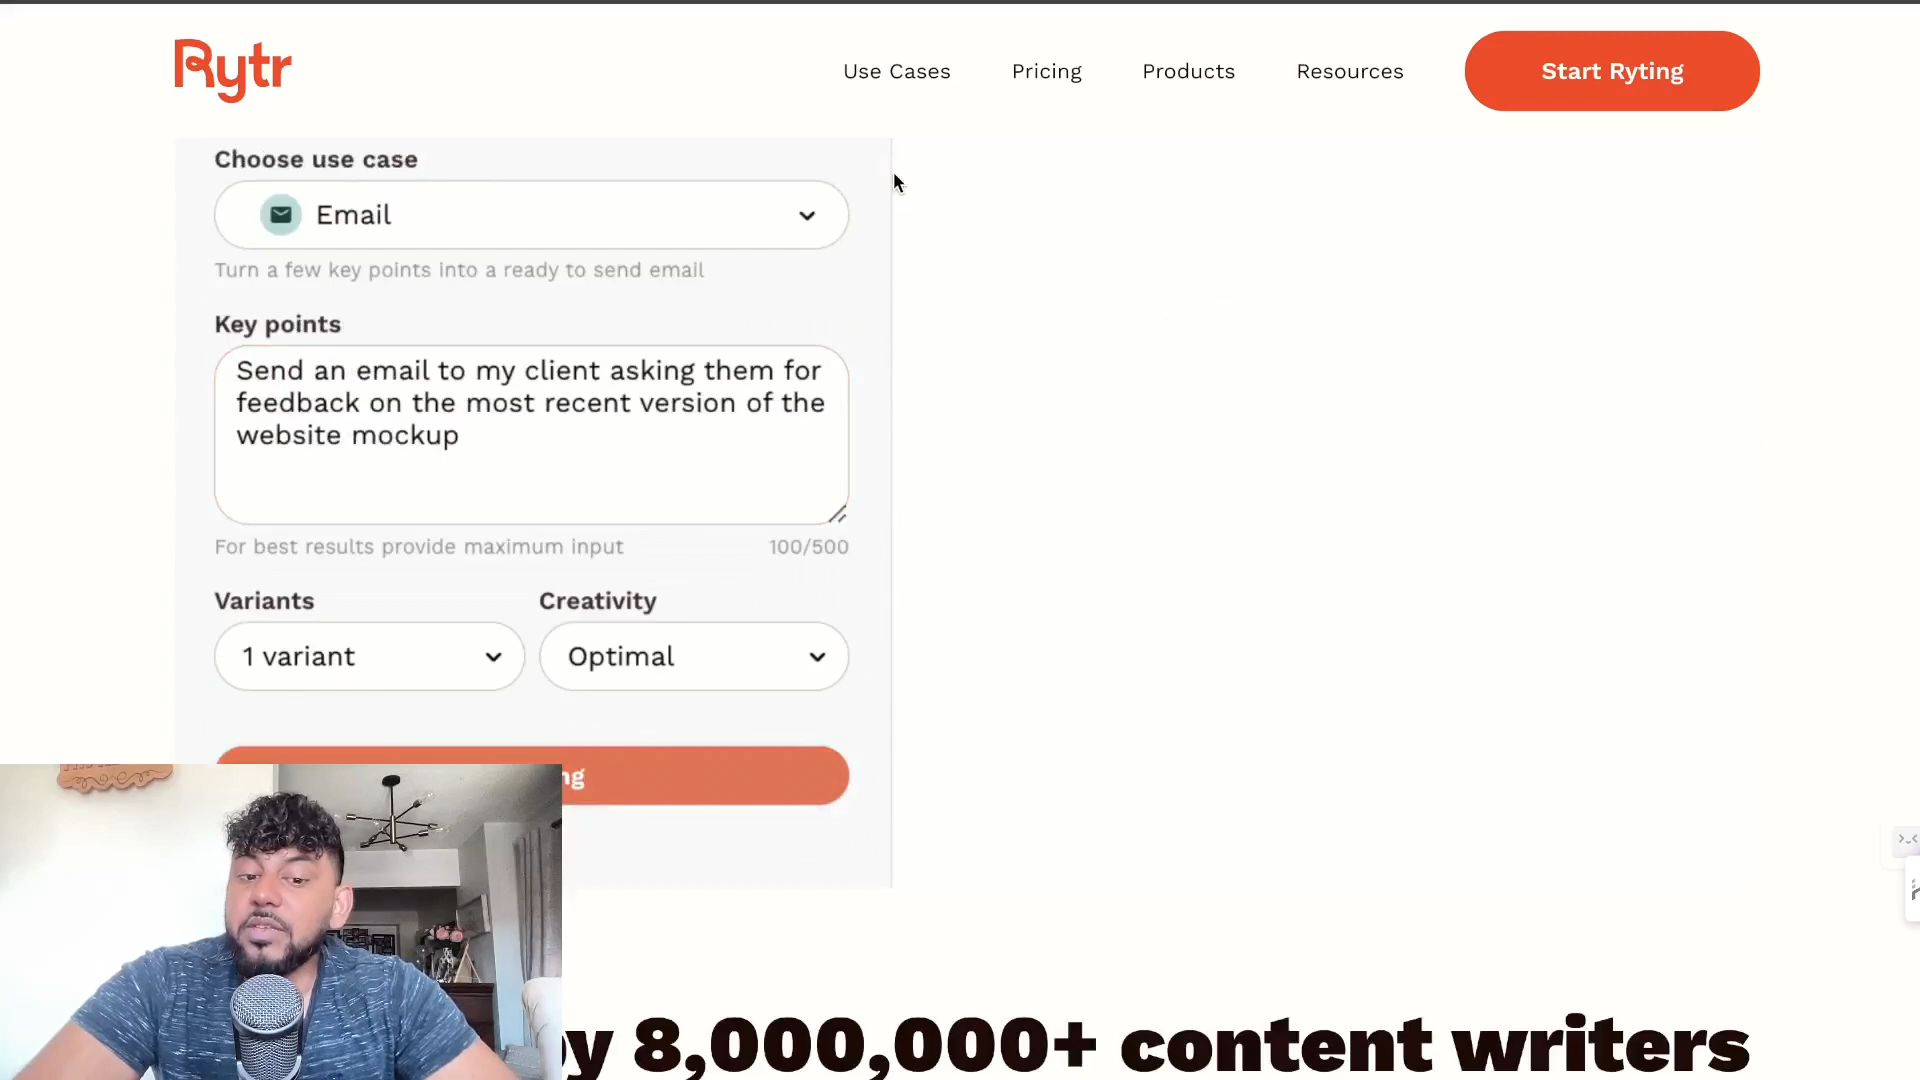 Rytr
Use Cases
Pricing
Products
Resources
Start Ryting
Choose use case
Email
Turn a few key points into a ready to send email
Key points
Send an email to my client asking them for
feedback on the most recent version of the
website mockup
For best results provide maximum input
100/500
Variants
Creativity
1 variant
Optimal
ng
by 8,000,000+ content writers